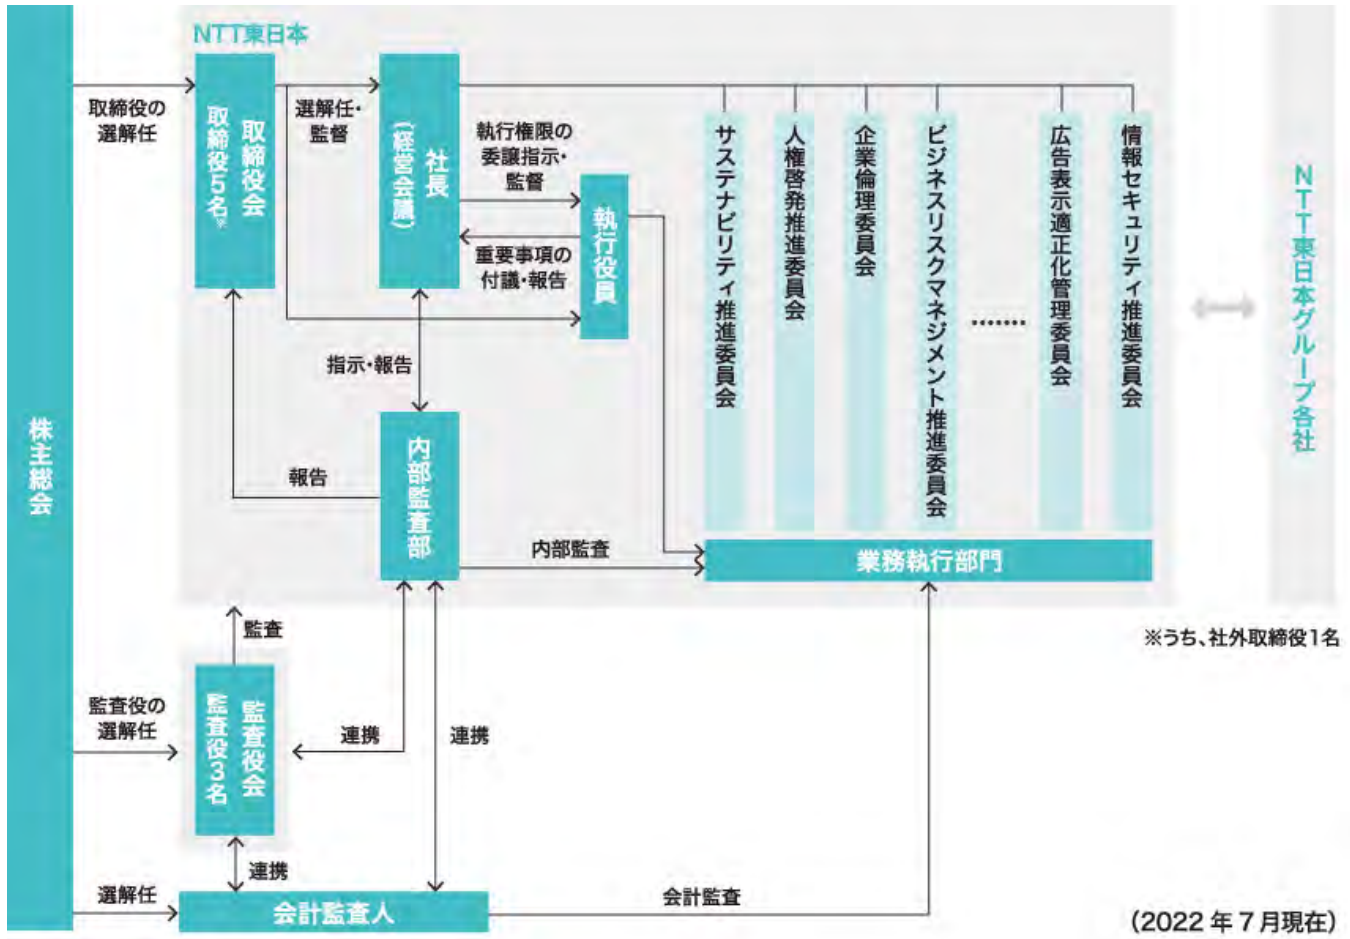 NTT東日本
株主総会
取締役の
選解任
取締役会
取締役5名※
選解任・
監督
社長
(経営会議)
執行権限の
委譲指示・
監督
執行役員
重要事項の
付議・報告
サステナビリティ推進委員会
人権啓発推進委員会
企業倫理委員会
ビジネスリスクマネジメント推進委員会
.......
広告表示適正化管理委員会
情報セキュリティ推進委員会
NTT東日本グループ各社
指示・報告
報告
内部監査部
内部監査
業務執行部門
※うち、社外取締役1名
監査
監査役の
選解任
監査役会
監査役3名
連携
連携
連携
選解任
会計監査人
会計監査
(2022年7月現在)